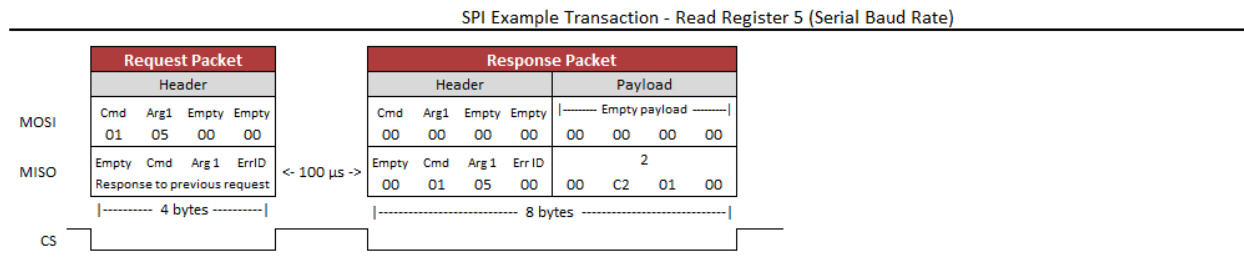 SPI Example Transaction - Read Register 5 (Serial Baud Rate)
Request Packet Response Packet
Header Header Payload
MOSI Cmd Arg1 Empty Empty Cmd Arg1 Empty Empty |--------- Empty payload ---------|
01 05 00 00 00 00 00 00 00 00 00 00
MISO Empty Cmd Arg 1 ErrID <- 100 µs -> Empty Cmd Arg 1 Err ID 2
Response to previous request 00 01 05 00 00 C2 01 00
|---------- 4 bytes ----------| |---------------------------- 8 bytes -----------------------------|
CS